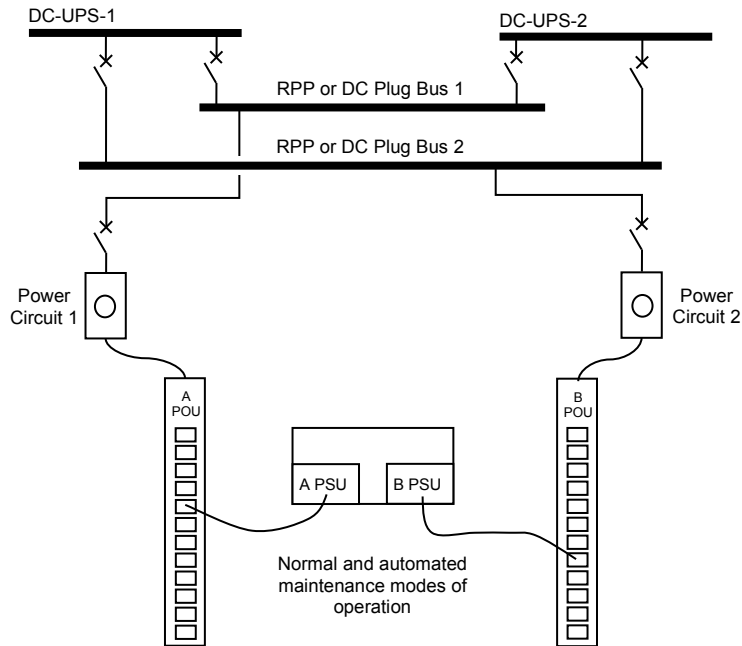 DC-UPS-1
DC-UPS-2
RPP or DC Plug Bus 1
RPP or DC Plug Bus 2
Power
Circuit 1
Power
Circuit 2
A
POU
B
POU
A PSU
B PSU
Normal and automated
maintenance modes of
operation